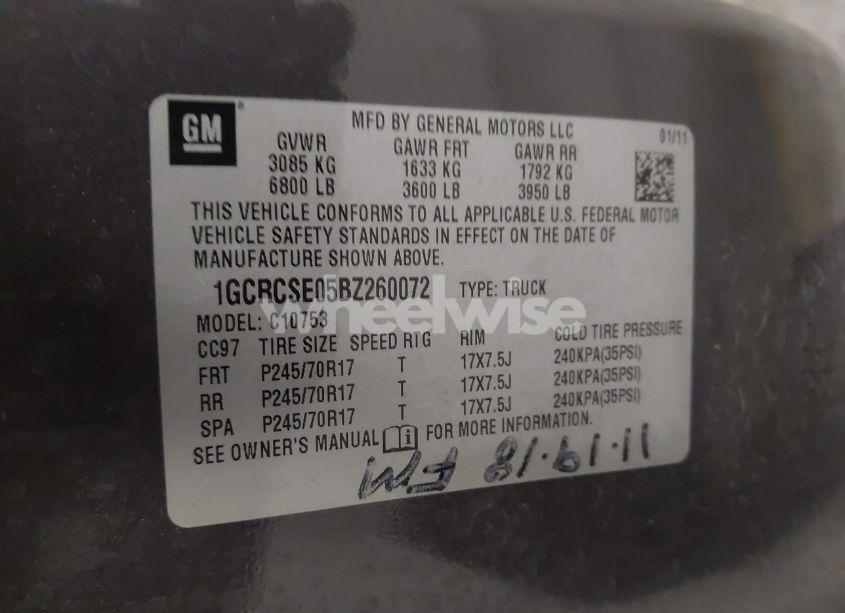 GM
MFD BY GENERAL MOTORS LLC 01/11
GVWR GAWR FRT GAWR RR
3085 KG 1633 KG 1792 KG
6800 LB 3600 LB 3950 LB
THIS VEHICLE CONFORMS TO ALL APPLICABLE U.S. FEDERAL MOTOR
VEHICLE SAFETY STANDARDS IN EFFECT ON THE DATE OF
MANUFACTURE SHOWN ABOVE.
1GCRCSE05BZ260072 TYPE: TRUCK
wheelwise
MODEL: C10753
CC97 TIRE SIZE SPEED RTG RIM COLD TIRE PRESSURE
FRT P245/70R17 T 17X7.5J 240KPA(35PSI)
RR P245/70R17 T 17X7.5J 240KPA(35PSI)
SPA P245/70R17 T 17X7.5J 240KPA(35PSI)
SEE OWNER'S MANUAL FOR MORE INFORMATION.
11·19·18